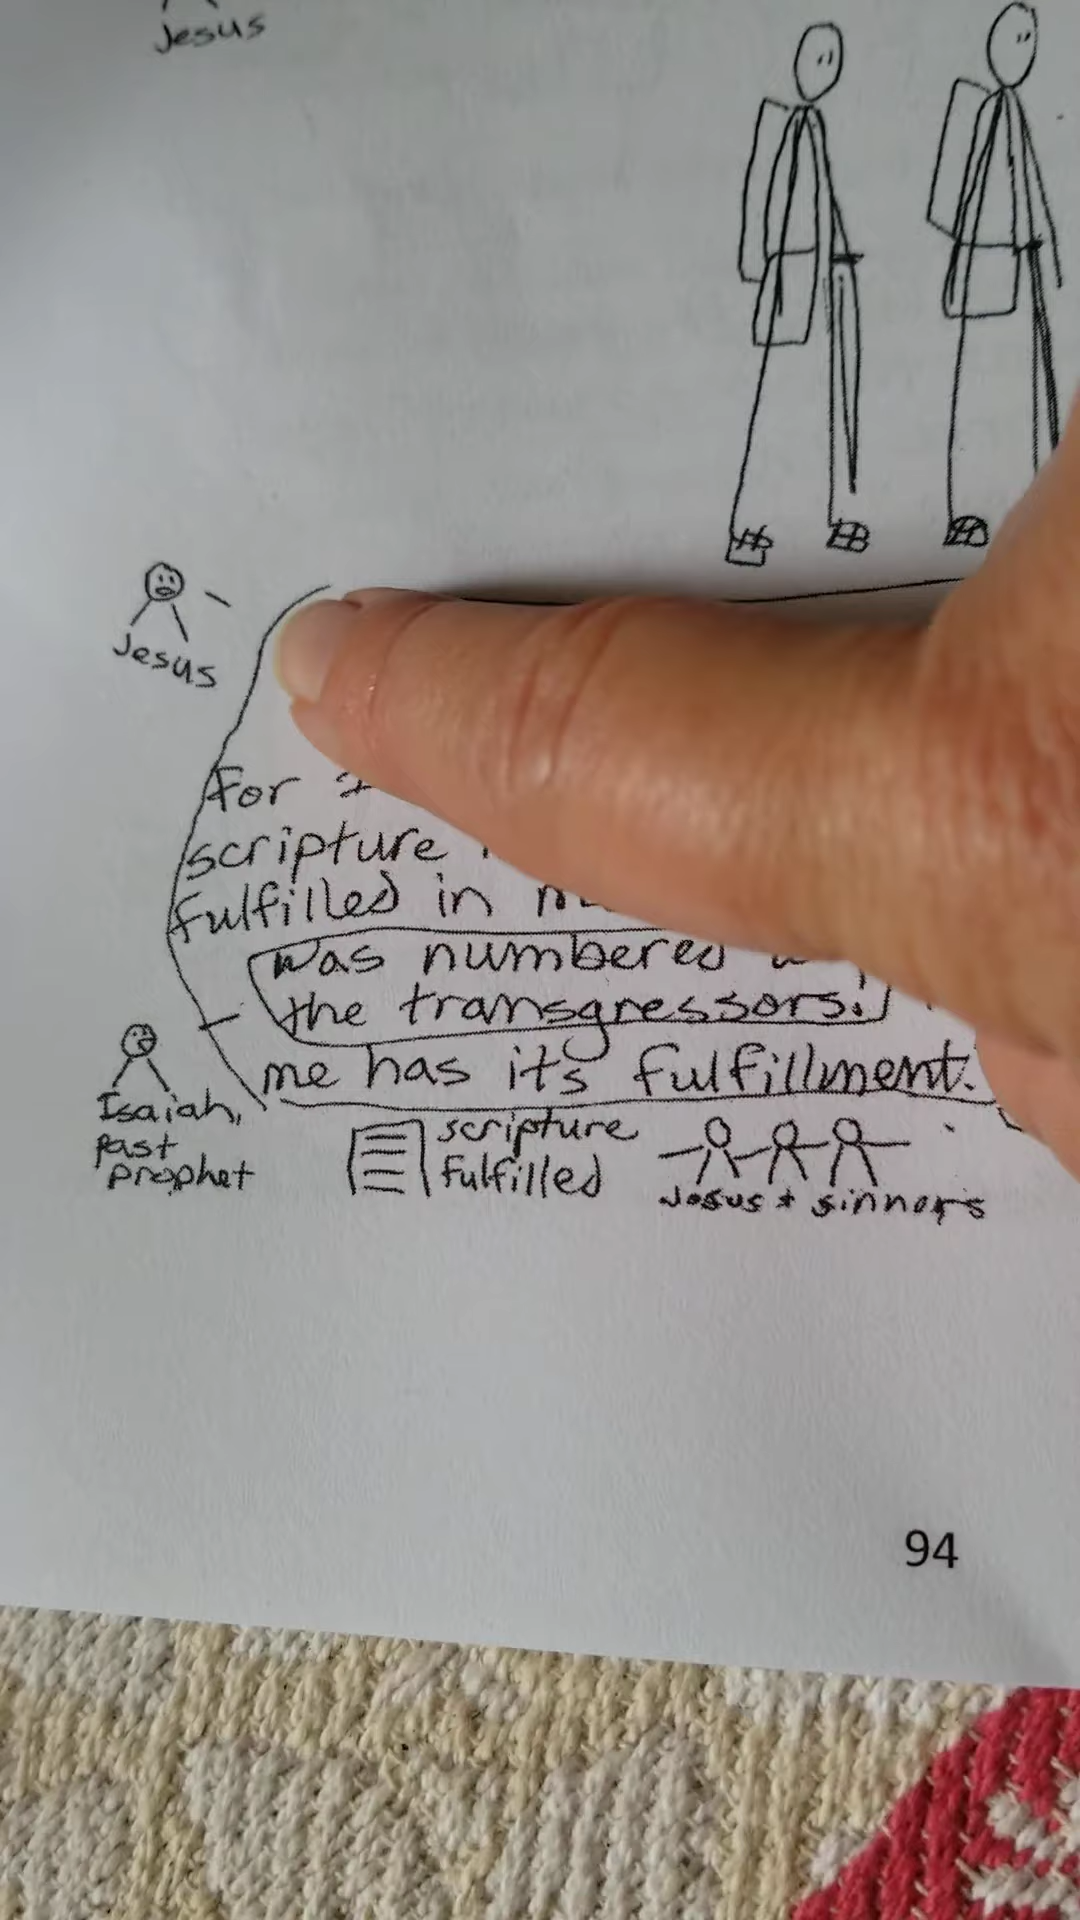 Jesus
Jesus
For I
scripture
fulfilled in
was numbered
the transgressors.
me has its fulfillment.
Isaiah,
past
prophet
scripture
fulfilled
Jesus + sinners
94